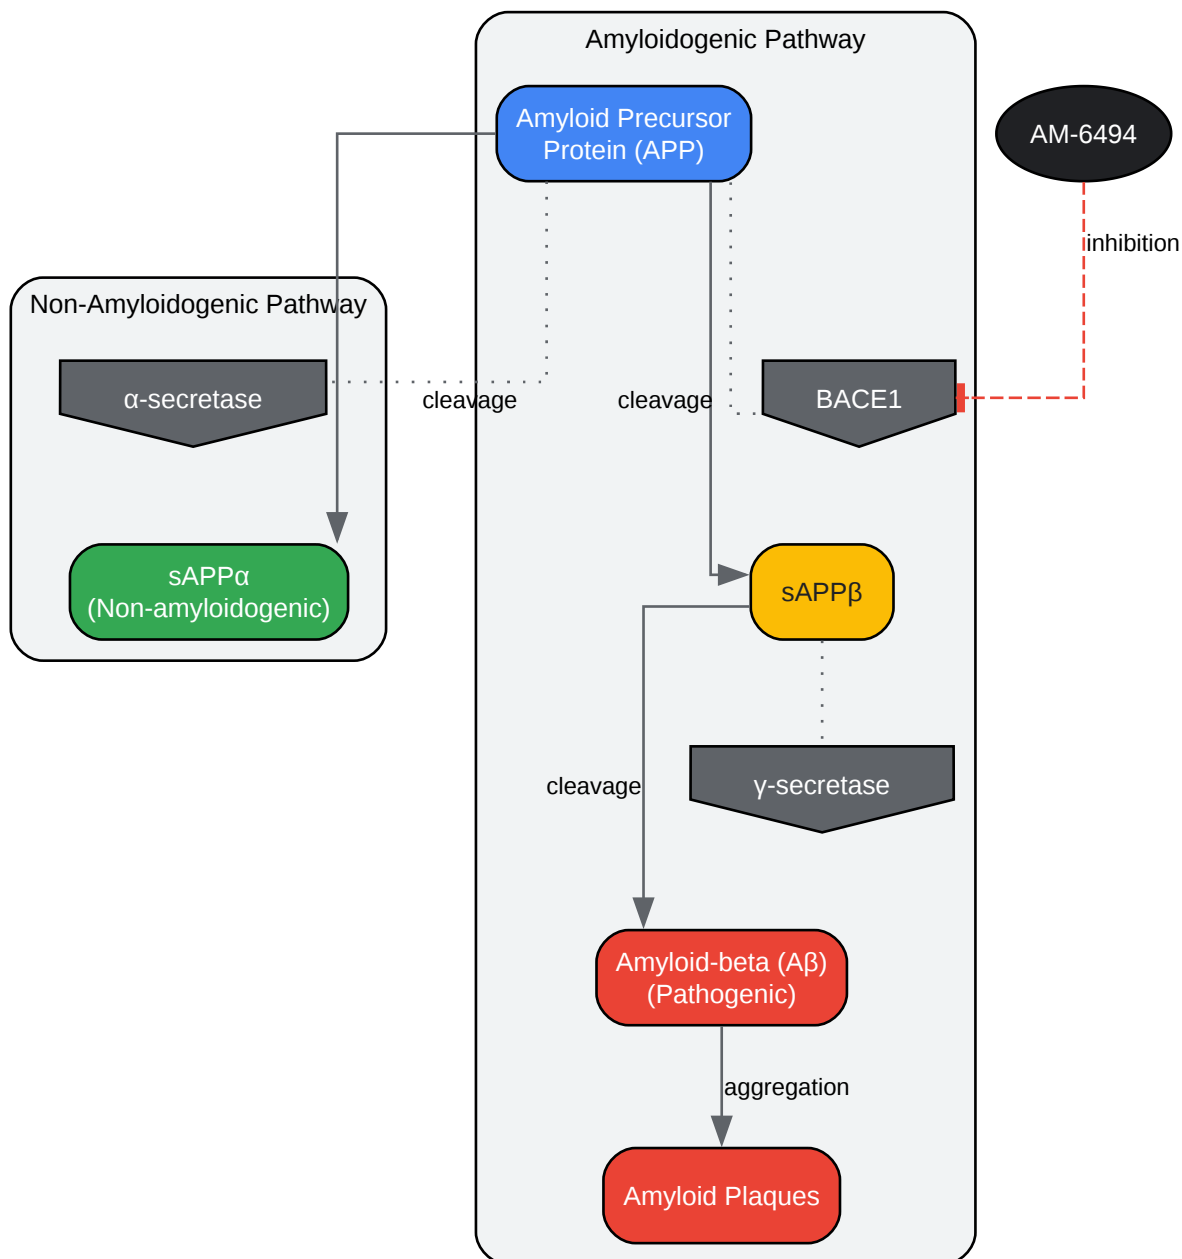 Amyloidogenic Pathway
Amyloid Precursor
Protein (APP)
AM-6494
inhibition
Non-Amyloidogenic Pathway
α-secretase
cleavage
cleavage
BACE1
sAPPα
(Non-amyloidogenic)
sAPPβ
cleavage
γ-secretase
Amyloid-beta (Aβ)
(Pathogenic)
aggregation
Amyloid Plaques